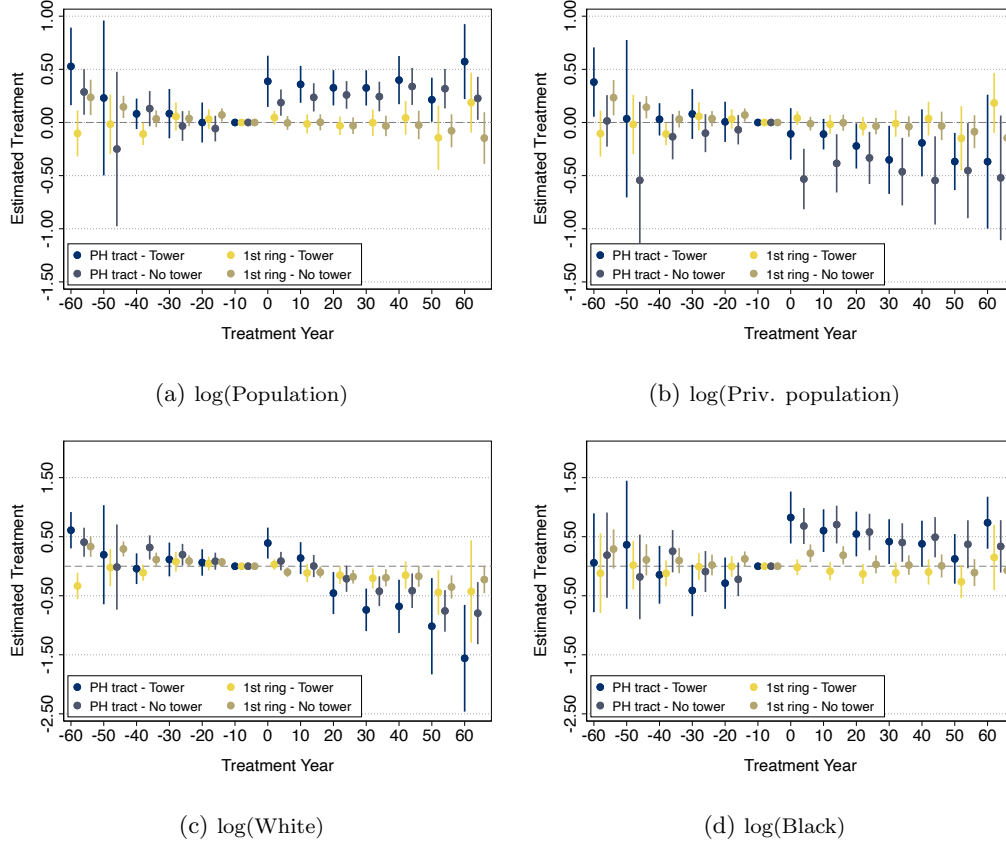 1.00
0.50
0.00
-0.50
-1.00
-1.50
Estimated Treatment
PH tract - Tower
1st ring - Tower
PH tract - No tower
1st ring - No tower
-60 -50 -40 -30 -20 -10 0 10 20 30 40 50 60
Treatment Year
(a) log(Population)
1.00
0.50
0.00
-0.50
-1.00
-1.50
Estimated Treatment
PH tract - Tower
1st ring - Tower
PH tract - No tower
1st ring - No tower
-60 -50 -40 -30 -20 -10 0 10 20 30 40 50 60
Treatment Year
(b) log(Priv. population)
1.50
0.50
-0.50
-1.50
-2.50
Estimated Treatment
PH tract - Tower
1st ring - Tower
PH tract - No tower
1st ring - No tower
-60 -50 -40 -30 -20 -10 0 10 20 30 40 50 60
Treatment Year
(c) log(White)
1.50
0.50
-0.50
-1.50
-2.50
Estimated Treatment
PH tract - Tower
1st ring - Tower
PH tract - No tower
1st ring - No tower
-60 -50 -40 -30 -20 -10 0 10 20 30 40 50 60
Treatment Year
(d) log(Black)